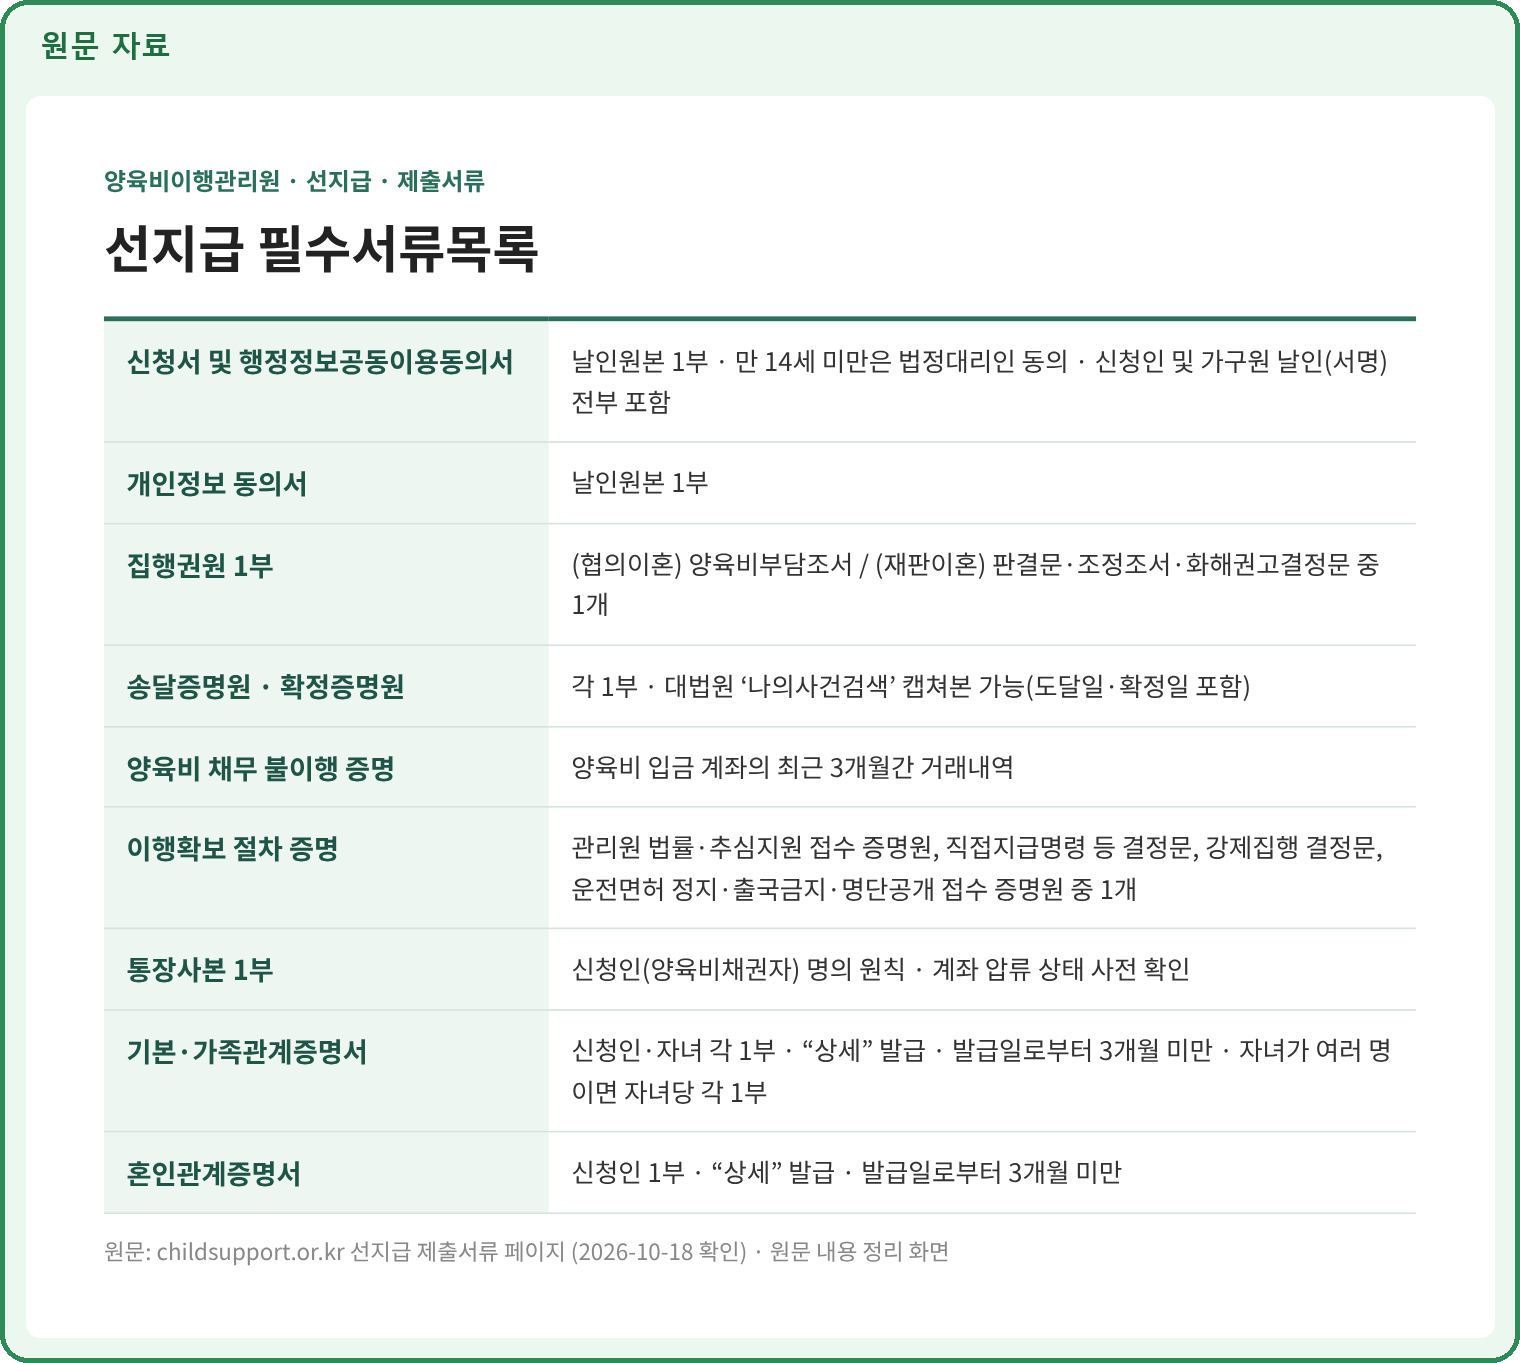 원문 자료
양육비이행관리원 · 선지급 · 제출서류
선지급 필수서류목록
신청서 및 행정정보공동이용동의서
날인원본 1부 · 만 14세 미만은 법정대리인 동의 · 신청인 및 가구원 날인(서명)
전부 포함
개인정보 동의서
날인원본 1부
집행권원 1부
(협의이혼) 양육비부담조서 / (재판이혼) 판결문·조정조서·화해권고결정문 중
1개
송달증명원 · 확정증명원
각 1부 · 대법원 ‘나의사건검색’ 캡쳐본 가능(도달일·확정일 포함)
양육비 채무 불이행 증명
양육비 입금 계좌의 최근 3개월간 거래내역
이행확보 절차 증명
관리원 법률·추심지원 접수 증명원, 직접지급명령 등 결정문, 강제집행 결정문,
운전면허 정지·출국금지·명단공개 접수 증명원 중 1개
통장사본 1부
신청인(양육비채권자) 명의 원칙 · 계좌 압류 상태 사전 확인
기본·가족관계증명서
신청인·자녀 각 1부 · “상세” 발급 · 발급일로부터 3개월 미만 · 자녀가 여러 명
이면 자녀당 각 1부
혼인관계증명서
신청인 1부 · “상세” 발급 · 발급일로부터 3개월 미만
원문: childsupport.or.kr 선지급 제출서류 페이지 (2026-10-18 확인) · 원문 내용 정리 화면